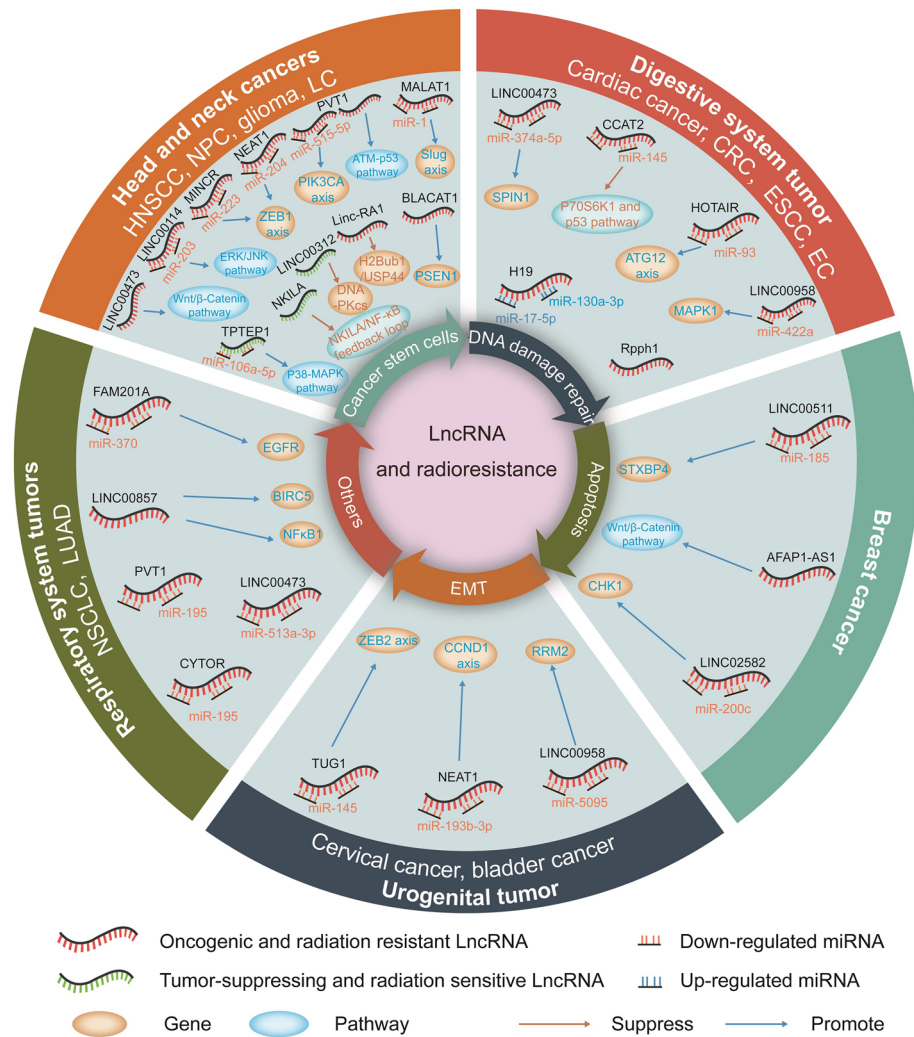 Head and neck cancers
HNSCC, NPC, glioma, LC
LINC00473
Wnt/β-Catenin
pathway
LINC00114
miR-203
ERK/JNK
pathway
MINCR
miR-223
NEAT1
miR-204
ZEB1
axis
PVT1
miR-515-5p
PIK3CA
axis
ATM-p53
pathway
MALAT1
miR-1
Slug
axis
BLACAT1
PSEN1
Linc-RA1
H2Bub1
/USP44
LINC00312
DNA
-PKcs
NKILA
NKILA/NF-κB
feedback loop
TPTEP1
miR-106a-5p
P38-MAPK
pathway
Digestive system tumor
Cardiac cancer, CRC, ESCC, EC
LINC00473
miR-374a-5p
SPIN1
CCAT2
miR-145
P70S6K1 and
p53 pathway
HOTAIR
miR-93
ATG12
axis
H19
miR-130a-3p
miR-17-5p
LINC00958
miR-422a
MAPK1
Rpph1
Breast cancer
LINC00511
miR-185
STXBP4
Wnt/β-Catenin
pathway
AFAP1-AS1
CHK1
LINC02582
miR-200c
Urogenital tumor
Cervical cancer, bladder cancer
ZEB2 axis
TUG1
miR-145
CCND1
axis
NEAT1
miR-193b-3p
RRM2
LINC00958
miR-5095
Respiratory system tumors
NSCLC, LUAD
FAM201A
miR-370
EGFR
LINC00857
BIRC5
NFκB1
PVT1
miR-195
LINC00473
miR-513a-3p
CYTOR
miR-195
Cancer stem cells
DNA damage repair
Apoptosis
EMT
Others
LncRNA
and radioresistance
Oncogenic and radiation resistant LncRNA
Down-regulated miRNA
Tumor-suppressing and radiation sensitive LncRNA
Up-regulated miRNA
Gene
Pathway
Suppress
Promote